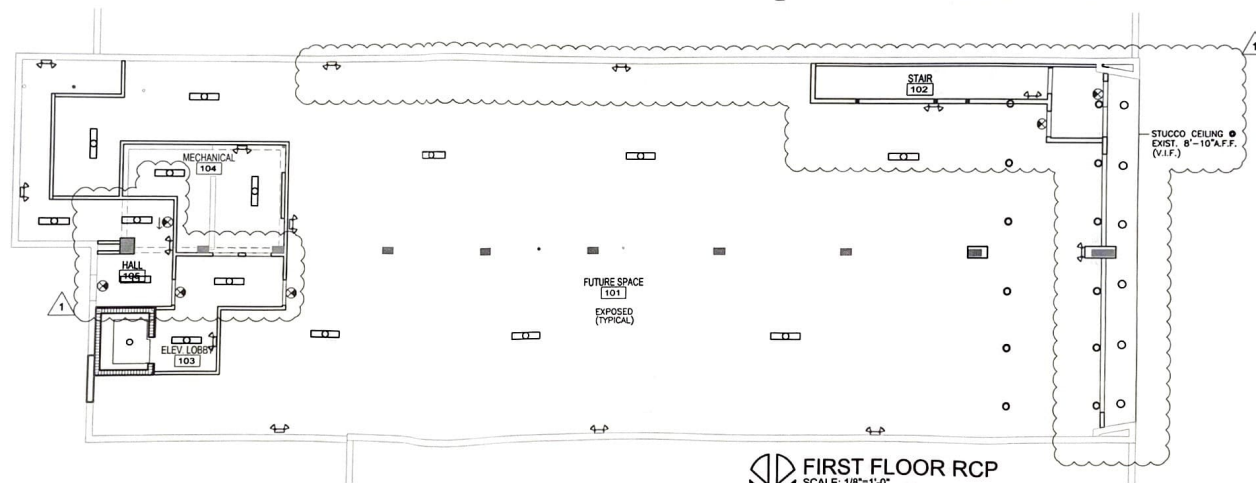 1
STAIR
102
STUCCO CEILING @
EXIST. 8'-10"A.F.F.
(V.I.F.)
MECHANICAL
104
HALL
105
FUTURE SPACE
101
EXPOSED
(TYPICAL)
1
ELEV. LOBBY
103
FIRST FLOOR RCP
SCALE: 1/8"=1'-0"